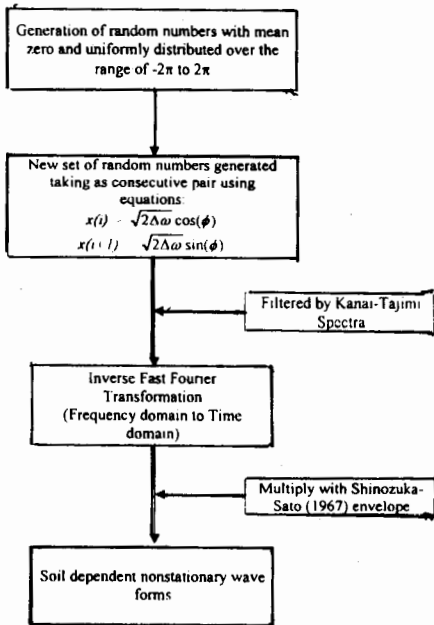 Generation of random numbers with mean
zero and uniformly distributed over the
range of -2π to 2π
New set of random numbers generated
taking as consecutive pair using
equations:
x(i) = √2Δω cos(φ)
x(i+1) √2Δω sin(φ)
Filtered by Kanai-Tajimi
Spectra
Inverse Fast Fourier
Transformation
(Frequency domain to Time
domain)
Multiply with Shinozuka-
Sato (1967) envelope
Soil dependent nonstationary wave
forms